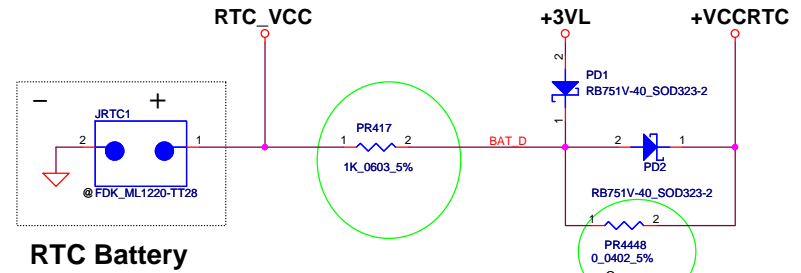 RTC_VCC
+3VL
+VCCRTC
2
PD1
RB751V-40_SOD323-2
1
− +
JRTC1
2
1
@ FDK_ML1220-TT28
PR417
1
2
1K_0603_5%
BAT_D
2
1
PD2
RB751V-40_SOD323-2
1
2
PR4448
0_0402_5%
RTC Battery